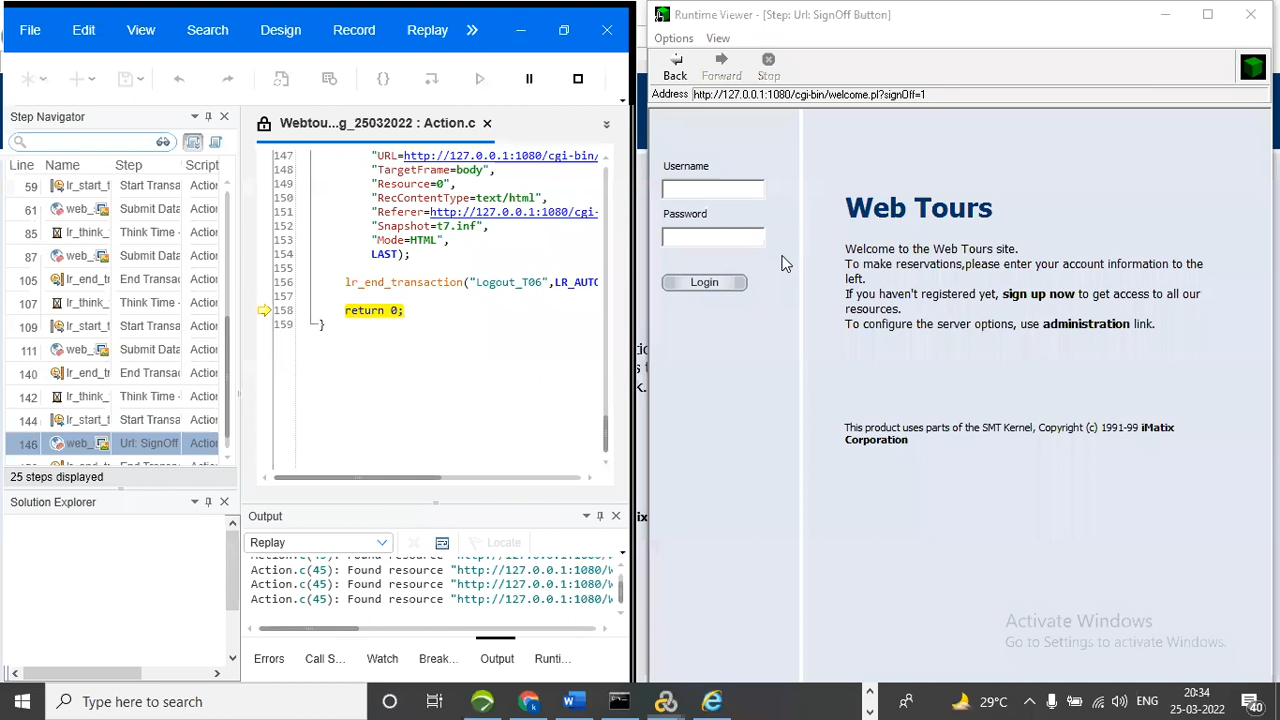 File Edit View Search Design Record Replay
Step Navigator
Line Name Step Script
59 lr_start_t Start Transa Action
61 web_ Submit Data Action
85 lr_think_ Think Time - Action
87 web_ Submit Data Action
105 lr_end_tr End Transac Action
107 lr_think_ Think Time - Action
109 lr_start_t Start Transa Action
111 web_ Submit Data Action
140 lr_end_tr End Transac Action
142 lr_think_ Think Time - Action
144 lr_start_t Start Transa Action
146 web_ Url: SignOff Action
25 steps displayed
Solution Explorer
Webtou...g_25032022 : Action.c
147 "URL=http://127.0.0.1:1080/cgi-bin/
148 "TargetFrame=body",
149 "Resource=0",
150 "RecContentType=text/html",
151 "Referer=http://127.0.0.1:1080/cgi-
152 "Snapshot=t7.inf",
153 "Mode=HTML",
154 LAST);
155
156 lr_end_transaction("Logout_T06",LR_AUTO
157
158 return 0;
159 }
Output
Replay Locate
Action.c(45): Found resource "http://127.0.0.1:1080/W
Action.c(45): Found resource "http://127.0.0.1:1080/W
Action.c(45): Found resource "http://127.0.0.1:1080/W
Errors Call S... Watch Break... Output Runti...
Runtime Viewer - [Step: Url: SignOff Button]
Options View
Back Forward Stop
Address http://127.0.0.1:1080/cgi-bin/welcome.pl?signOff=1
Username
Password
Login
Web Tours
Welcome to the Web Tours site.
To make reservations,please enter your account information to the
left.
If you haven't registered yet, sign up now to get access to all our
resources.
To configure the server options, use administration link.
This product uses parts of the SMT Kernel, Copyright (c) 1991-99 iMatix
Corporation
Activate Windows
Go to Settings to activate Windows.
Type here to search
29°C ENG 20:34
25-03-2022 40